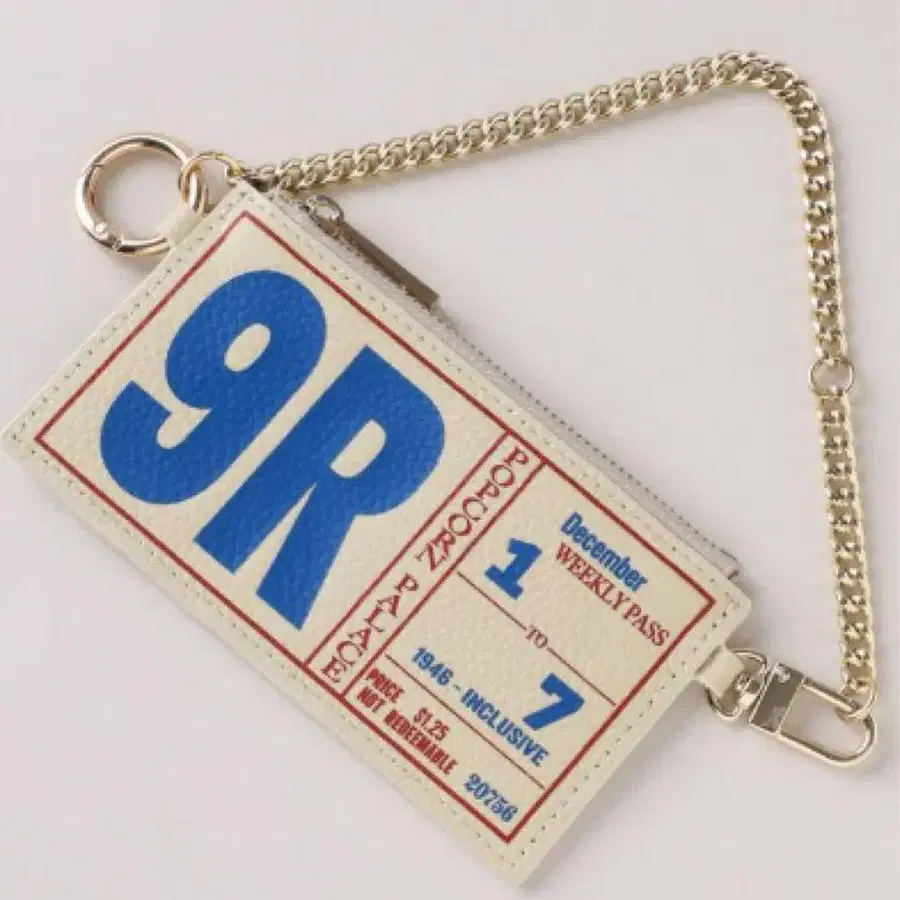 9R
POPCORN PALACE
December
1 WEEKLY PASS
TO
7
1946 - INCLUSIVE
PRICE $1.25
NOT REDEEMABLE
20756